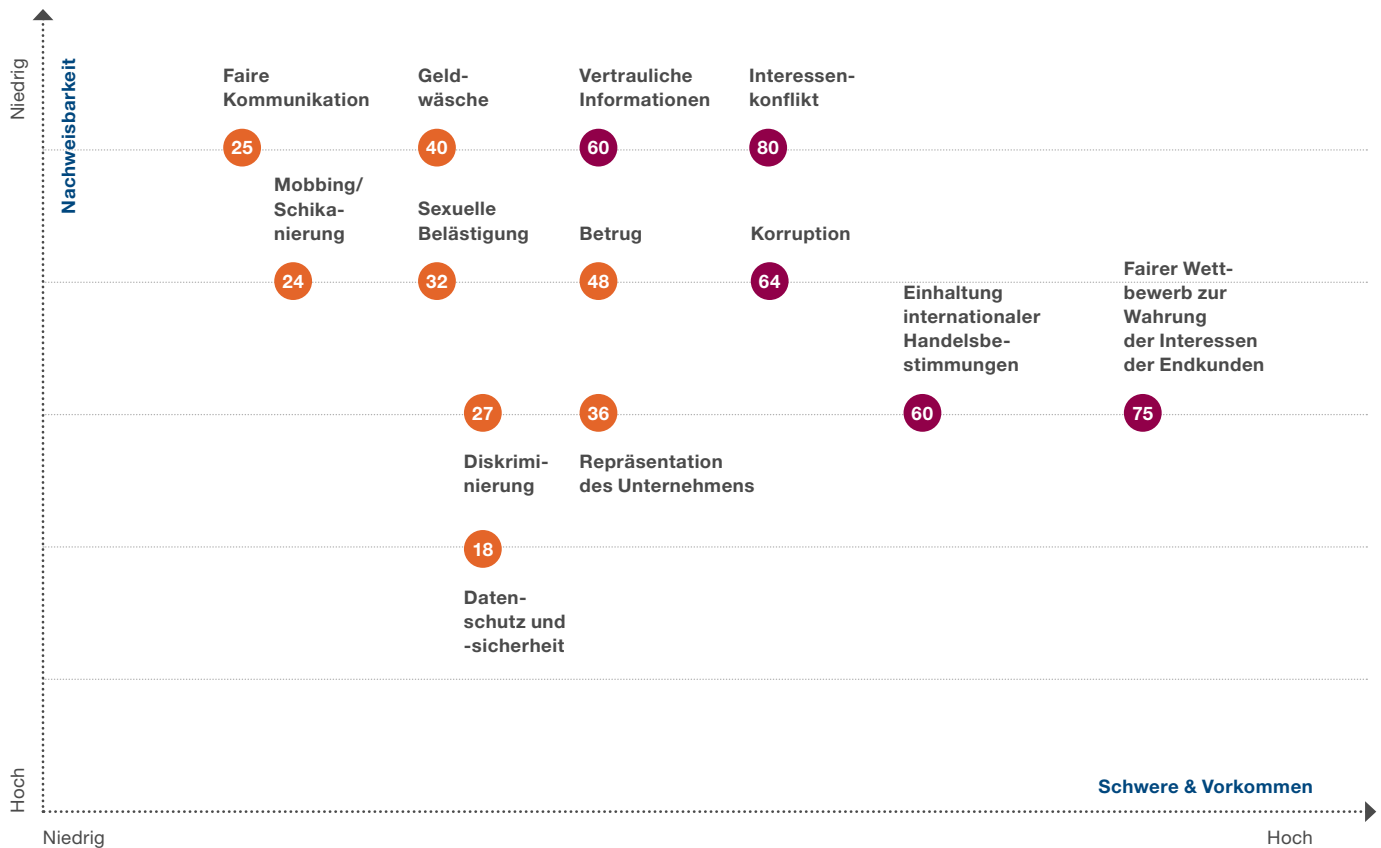 Niedrig
Nachweisbarkeit
Faire
Kommunikation
25
Geld-
wäsche
40
Vertrauliche
Informationen
60
Interessen-
konflikt
80
Mobbing/
Schika-
nierung
24
Sexuelle
Belästigung
32
Betrug
48
Korruption
64
Einhaltung
internationaler
Handelsbe-
stimmungen
60
Fairer Wett-
bewerb zur
Wahrung
der Interessen
der Endkunden
75
27
Diskrimi-
nierung
36
Repräsentation
des Unternehmens
18
Daten-
schutz und
-sicherheit
Hoch
Schwere & Vorkommen
Niedrig
Hoch